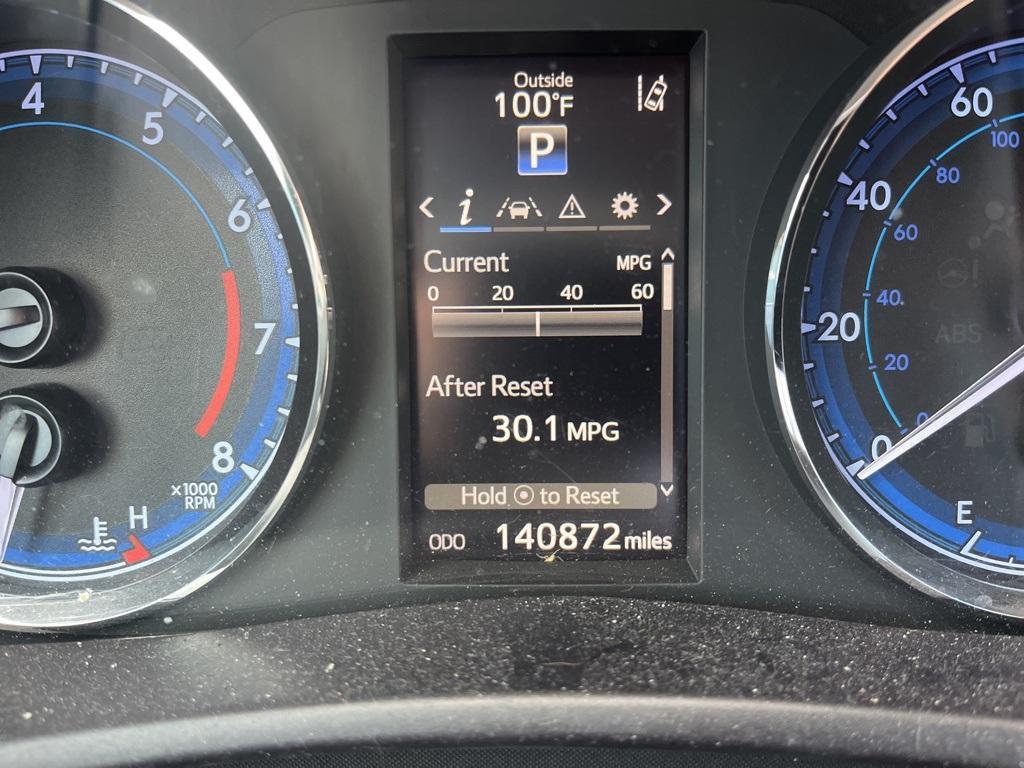 Outside
100°F
P
i
Current MPG
0 20 40 60
After Reset
30.1 MPG
Hold to Reset
ODO 140872 miles
4
5
6
7
8
x1000
RPM
H
60
40
20
0
100
80
60
40
20
0
ABS
E